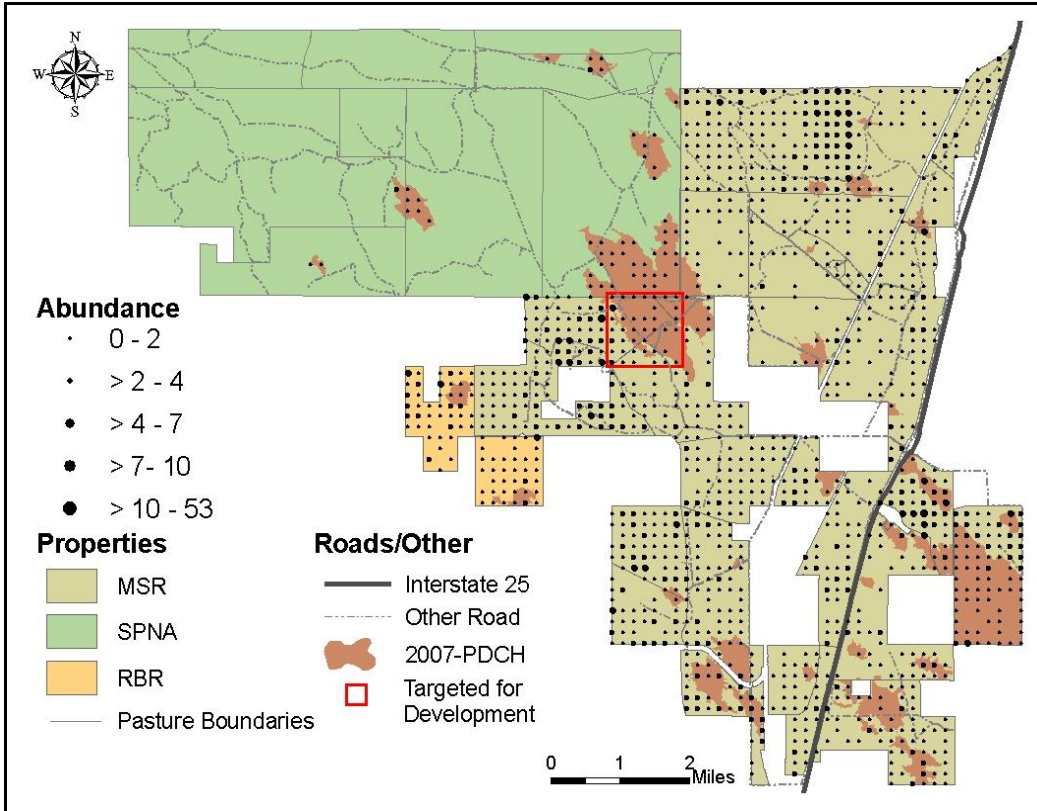 N
W E
S
Abundance
0 - 2
> 2 - 4
> 4 - 7
> 7- 10
> 10 - 53
Properties
MSR
SPNA
RBR
Pasture Boundaries
Roads/Other
Interstate 25
Other Road
2007-PDCH
Targeted for
Development
0 1 2
Miles